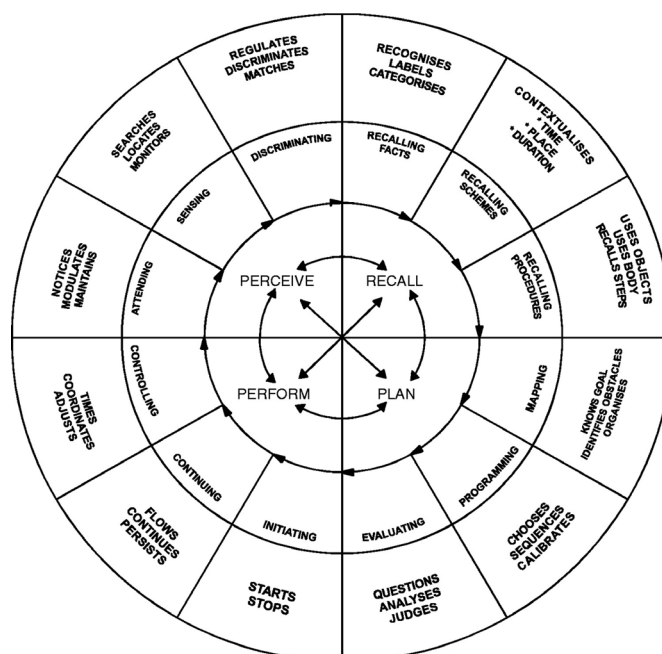 REGULATES
DISCRIMINATES
MATCHES
RECOGNISES
LABELS
CATEGORISES
CONTEXTUALISES
* TIME
* PLACE
* DURATION
USES OBJECTS
USES BODY
RECALLS STEPS
KNOWS GOAL
IDENTIFIES OBSTACLES
ORGANISES
CHOOSES
SEQUENCES
CALIBRATES
QUESTIONS
ANALYSES
JUDGES
STARTS
STOPS
FLOWS
CONTINUES
PERSISTS
TIMES
COORDINATES
ADJUSTS
NOTICES
MODULATES
MAINTAINS
SEARCHES
LOCATES
MONITORS
DISCRIMINATING
RECALLING
FACTS
RECALLING
SCHEMES
RECALLING
PROCEDURES
MAPPING
PROGRAMMING
EVALUATING
INITIATING
CONTINUING
CONTROLLING
ATTENDING
SENSING
PERCEIVE
RECALL
PERFORM
PLAN